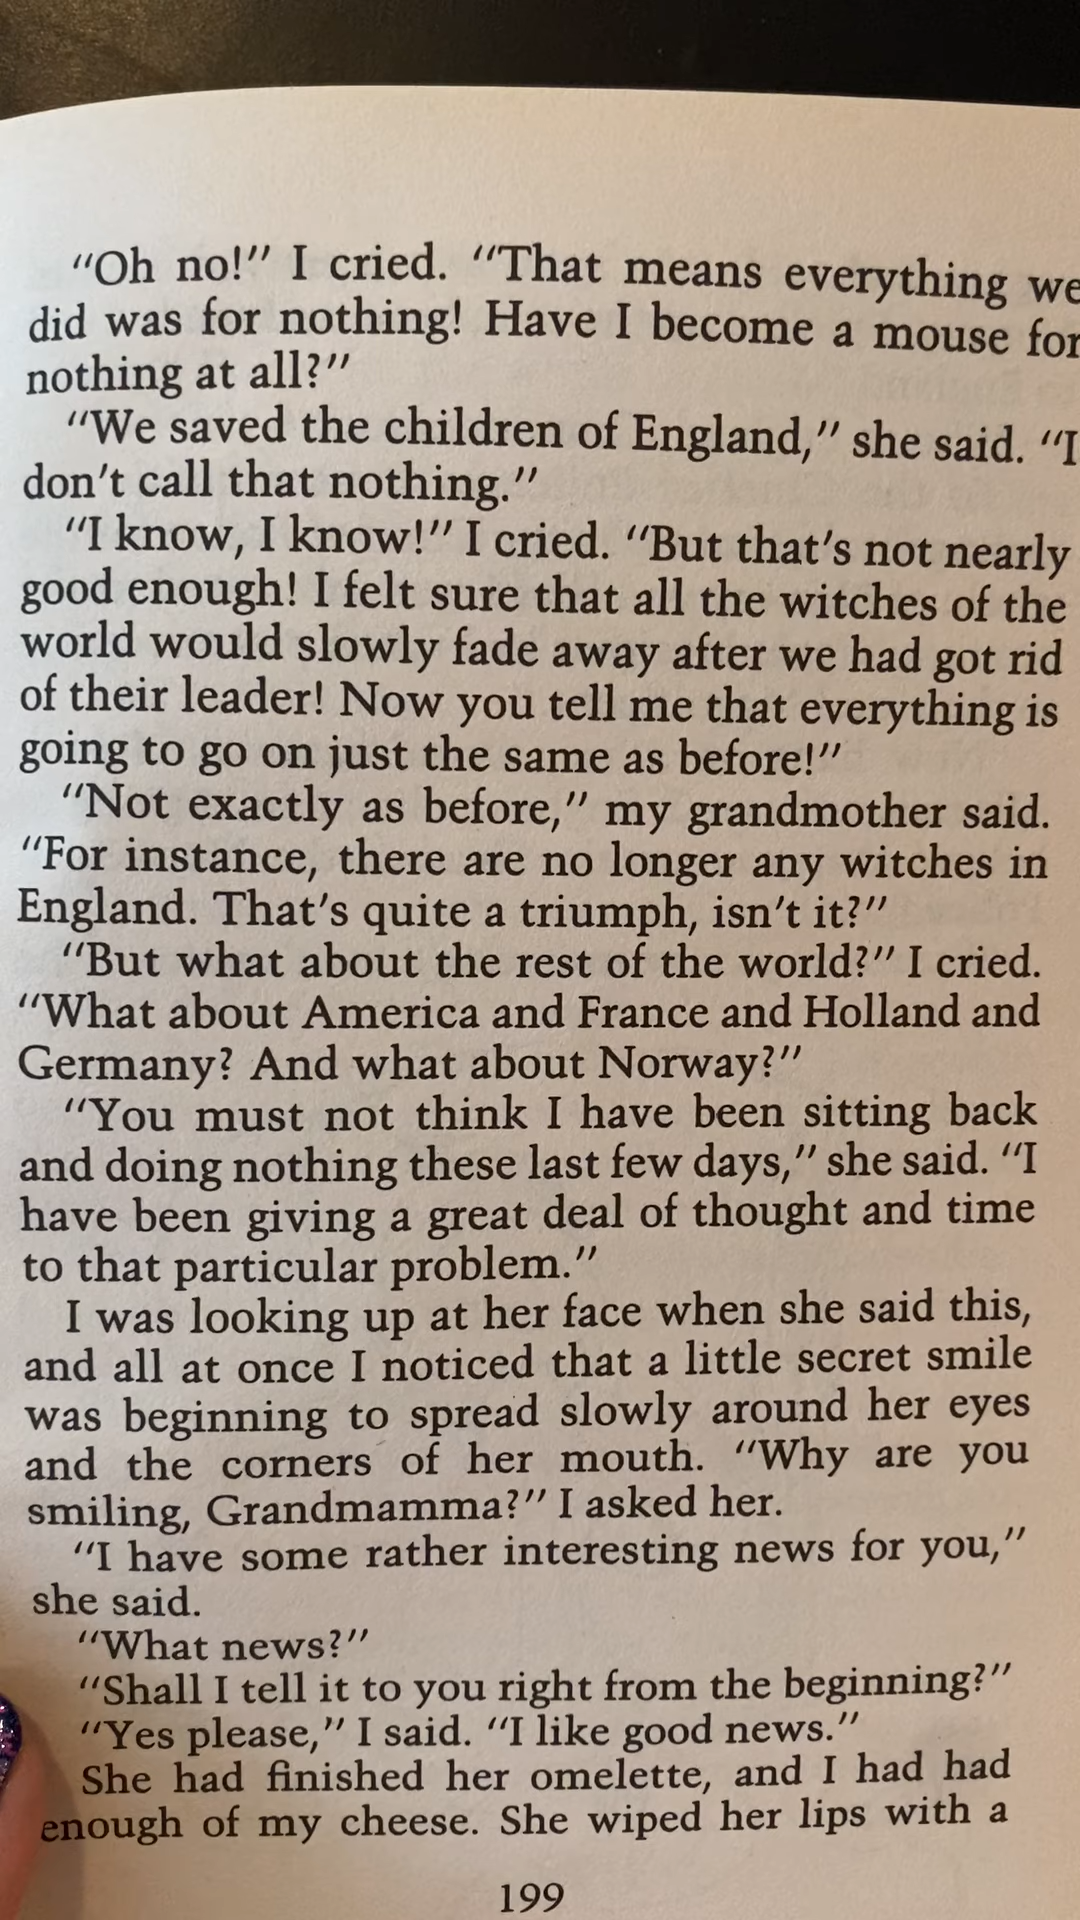 “Oh no!” I cried. “That means everything we
did was for nothing! Have I become a mouse for
nothing at all?”
“We saved the children of England,” she said. “I
don’t call that nothing.”
“I know, I know!” I cried. “But that’s not nearly
good enough! I felt sure that all the witches of the
world would slowly fade away after we had got rid
of their leader! Now you tell me that everything is
going to go on just the same as before!”
“Not exactly as before,” my grandmother said.
“For instance, there are no longer any witches in
England. That’s quite a triumph, isn’t it?”
“But what about the rest of the world?” I cried.
“What about America and France and Holland and
Germany? And what about Norway?”
“You must not think I have been sitting back
and doing nothing these last few days,” she said. “I
have been giving a great deal of thought and time
to that particular problem.”
I was looking up at her face when she said this,
and all at once I noticed that a little secret smile
was beginning to spread slowly around her eyes
and the corners of her mouth. “Why are you
smiling, Grandmamma?” I asked her.
“I have some rather interesting news for you,”
she said.
“What news?”
“Shall I tell it to you right from the beginning?”
“Yes please,” I said. “I like good news.”
She had finished her omelette, and I had had
enough of my cheese. She wiped her lips with a
199